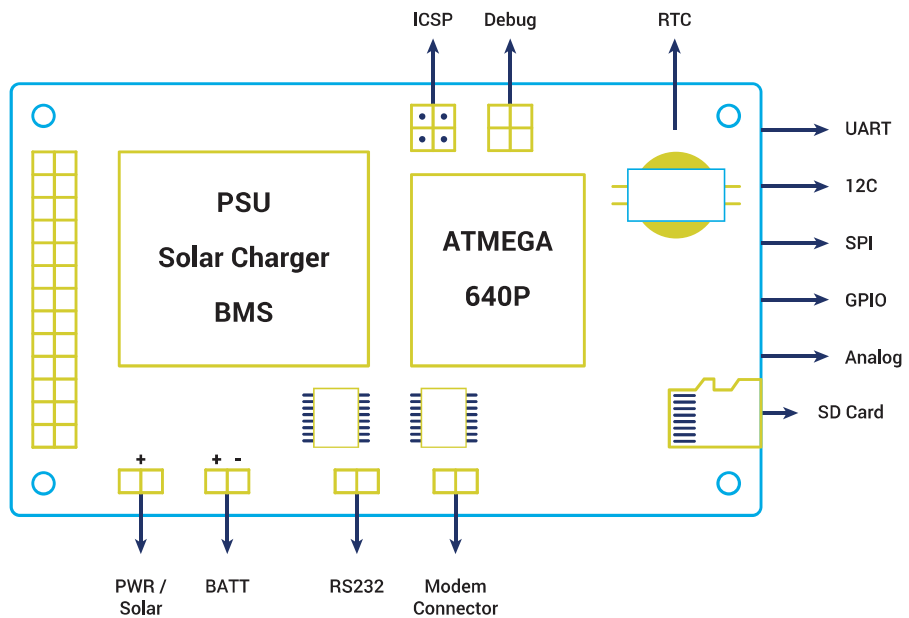 ICSP
Debug
RTC
UART
12C
SPI
GPIO
Analog
SD Card
PSU
Solar Charger
BMS
ATMEGA
640P
+
+ -
PWR /
Solar
BATT
RS232
Modem
Connector